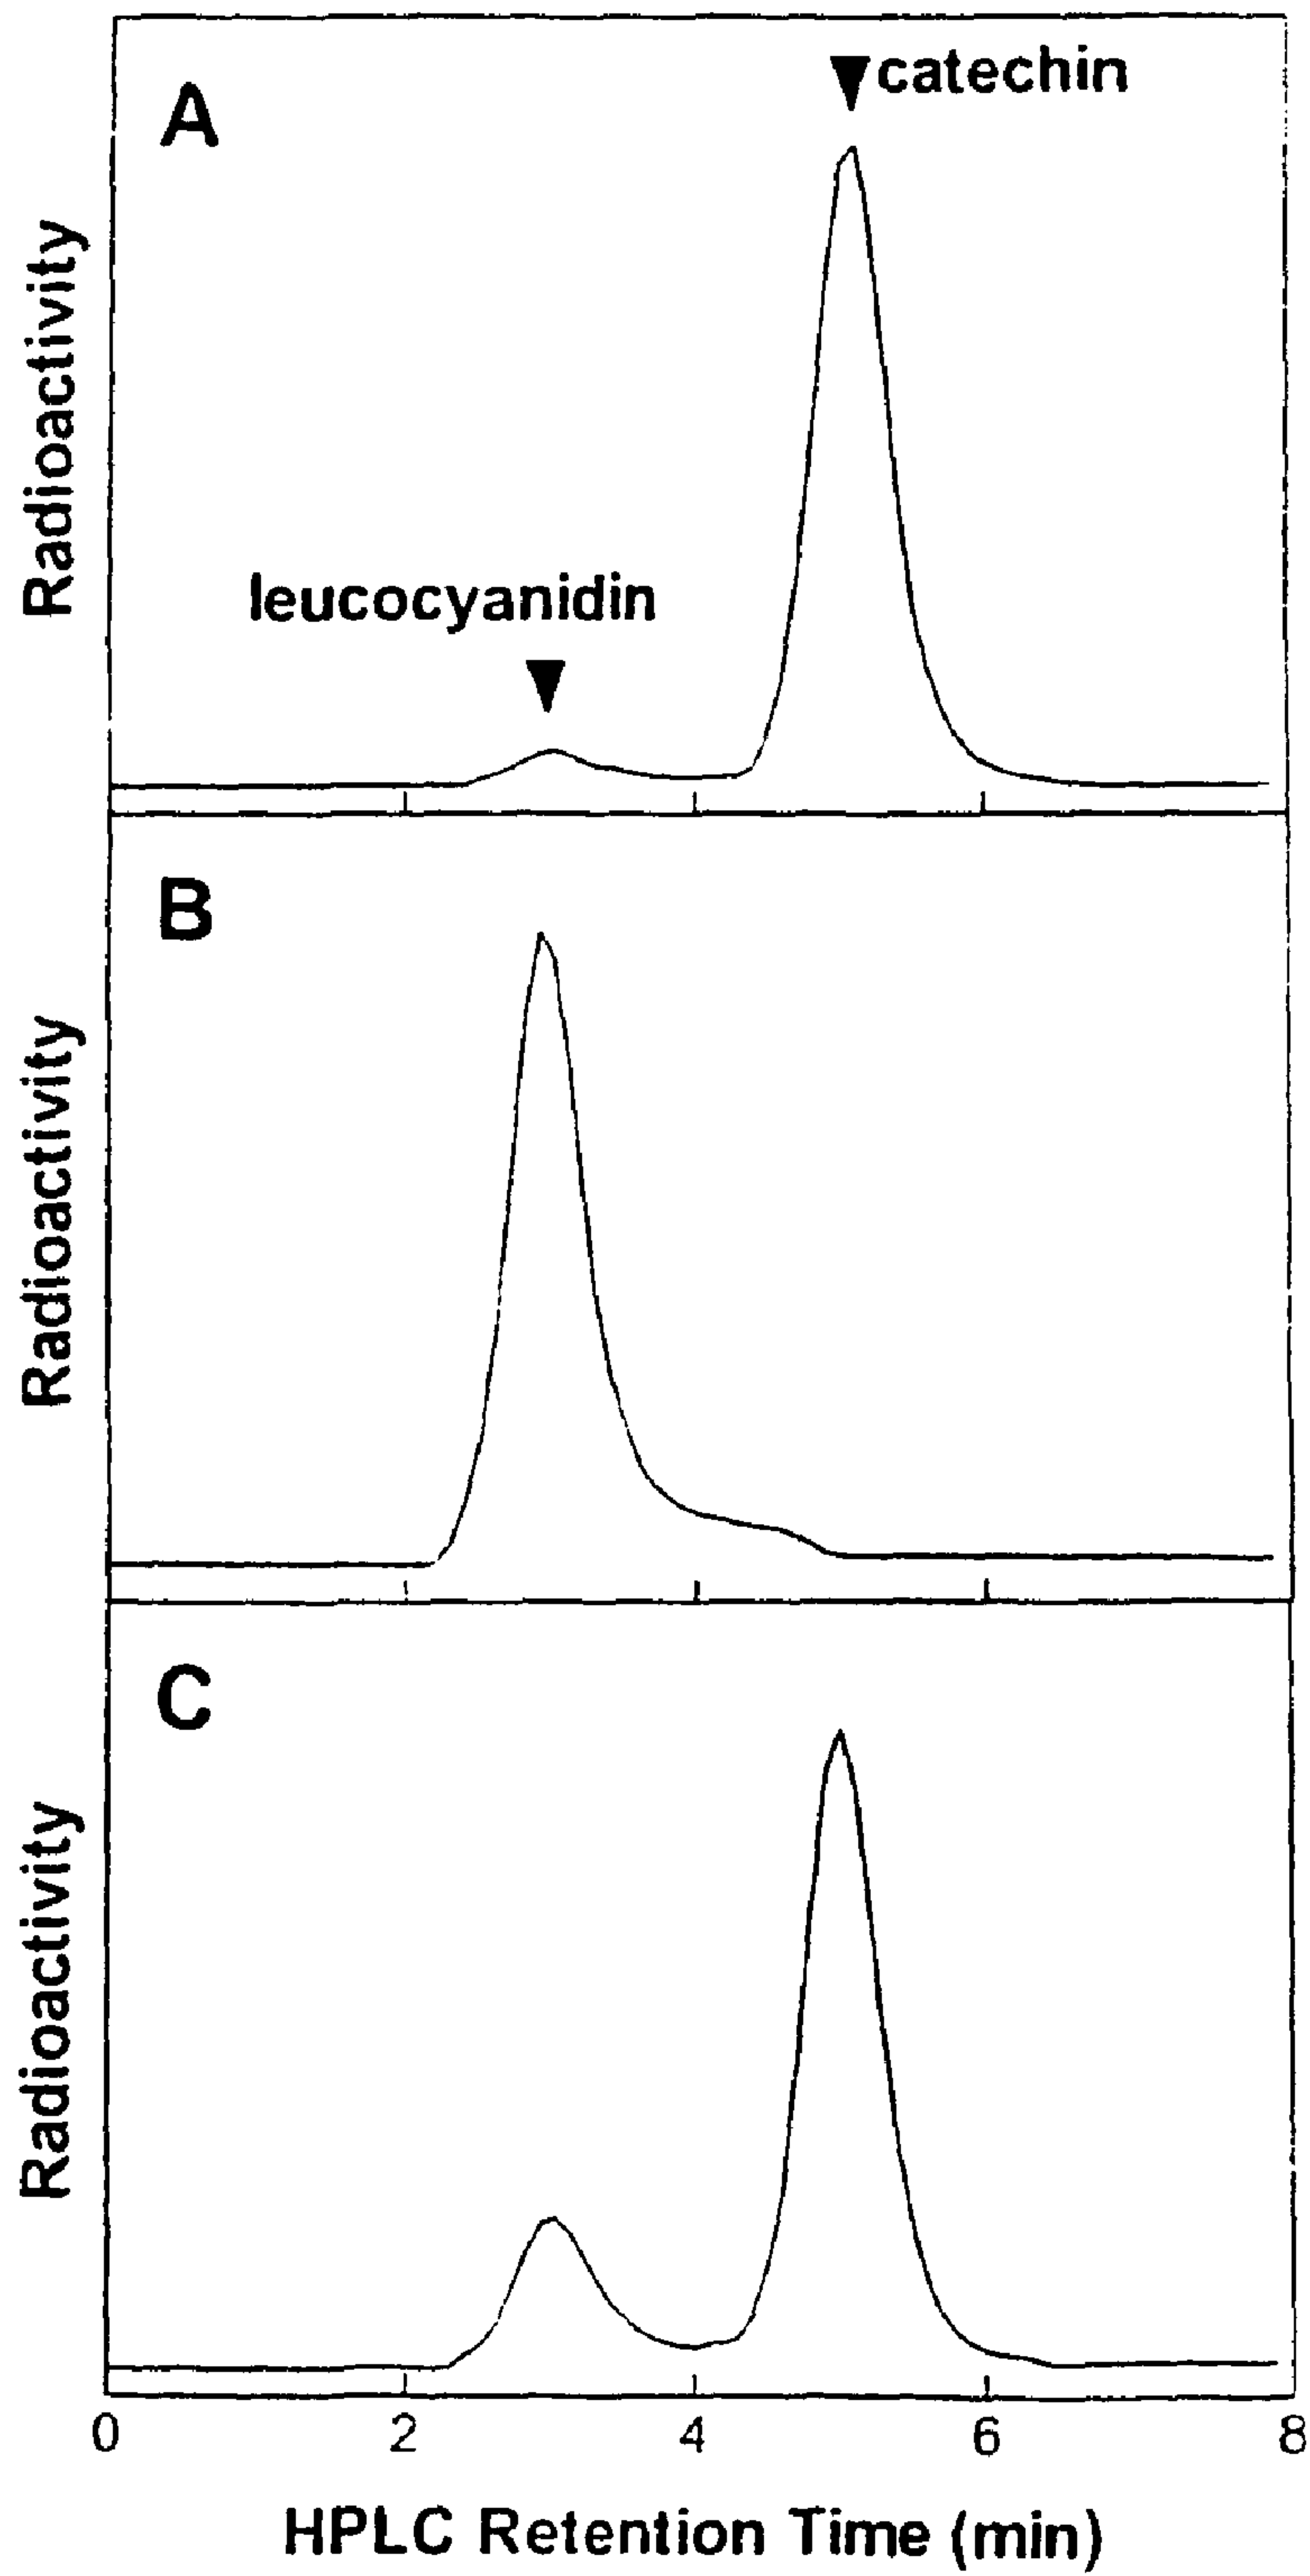 A
catechin
Radioactivity
leucocyanidin
B
Radioactivity
C
Radioactivity
0 2 4 6 8
HPLC Retention Time (min)